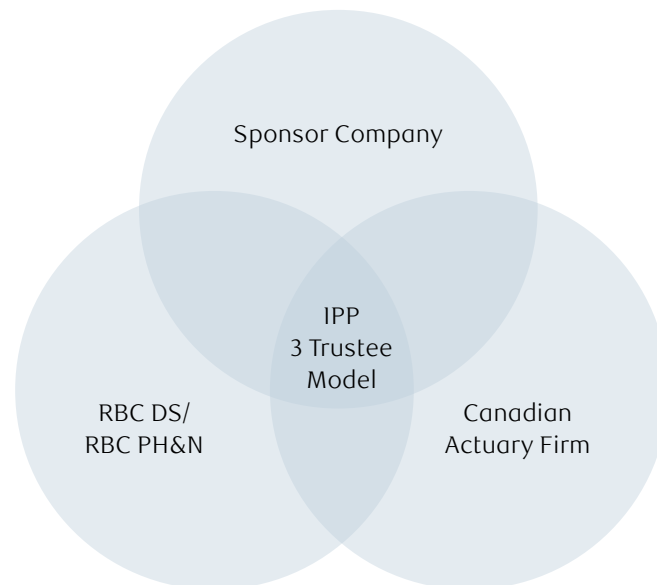 Sponsor Company
IPP
3 Trustee
Model
RBC DS/
RBC PH&N
Canadian
Actuary Firm